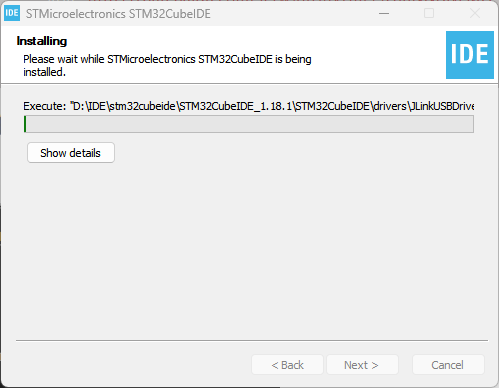 IDE STMicroelectronics STM32CubeIDE
Installing
Please wait while STMicroelectronics STM32CubeIDE is being
installed.
IDE
Execute: "D:\IDE\stm32cubeide\STM32CubeIDE_1.18.1\STM32CubeIDE\drivers\JLinkUSBDrive
Show details
< Back Next > Cancel